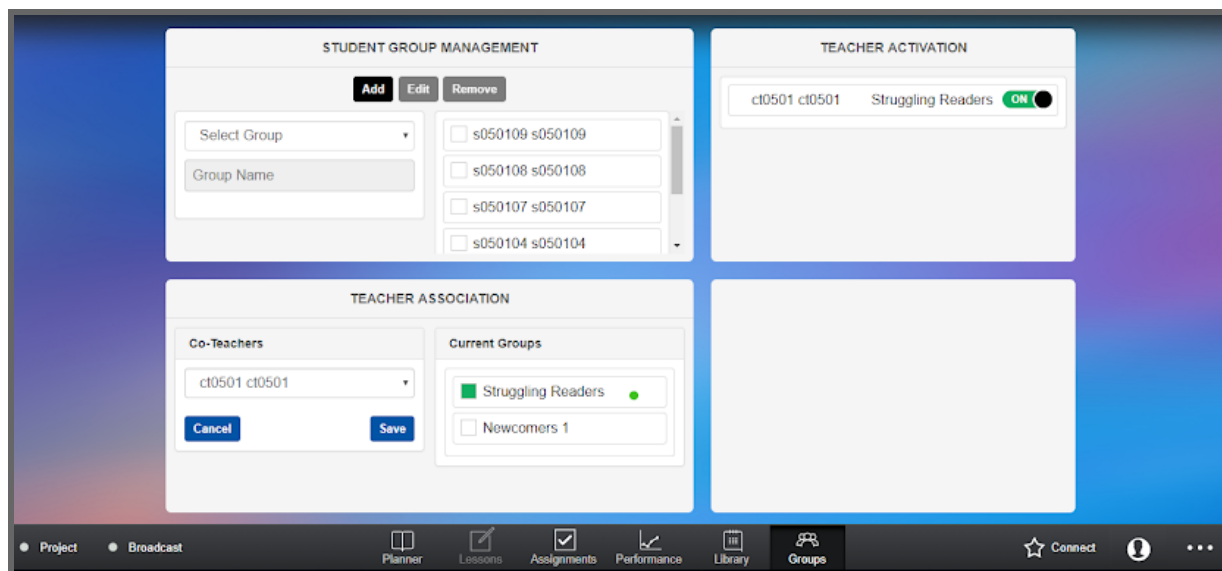 STUDENT GROUP MANAGEMENT
Add Edit Remove
Select Group
Group Name
s050109 s050109
s050108 s050108
s050107 s050107
s050104 s050104
TEACHER ACTIVATION
ct0501 ct0501 Struggling Readers ON
TEACHER ASSOCIATION
Co-Teachers
ct0501 ct0501
Cancel Save
Current Groups
Struggling Readers
Newcomers 1
Project Broadcast Planner Lessons Assignments Performance Library Groups Connect